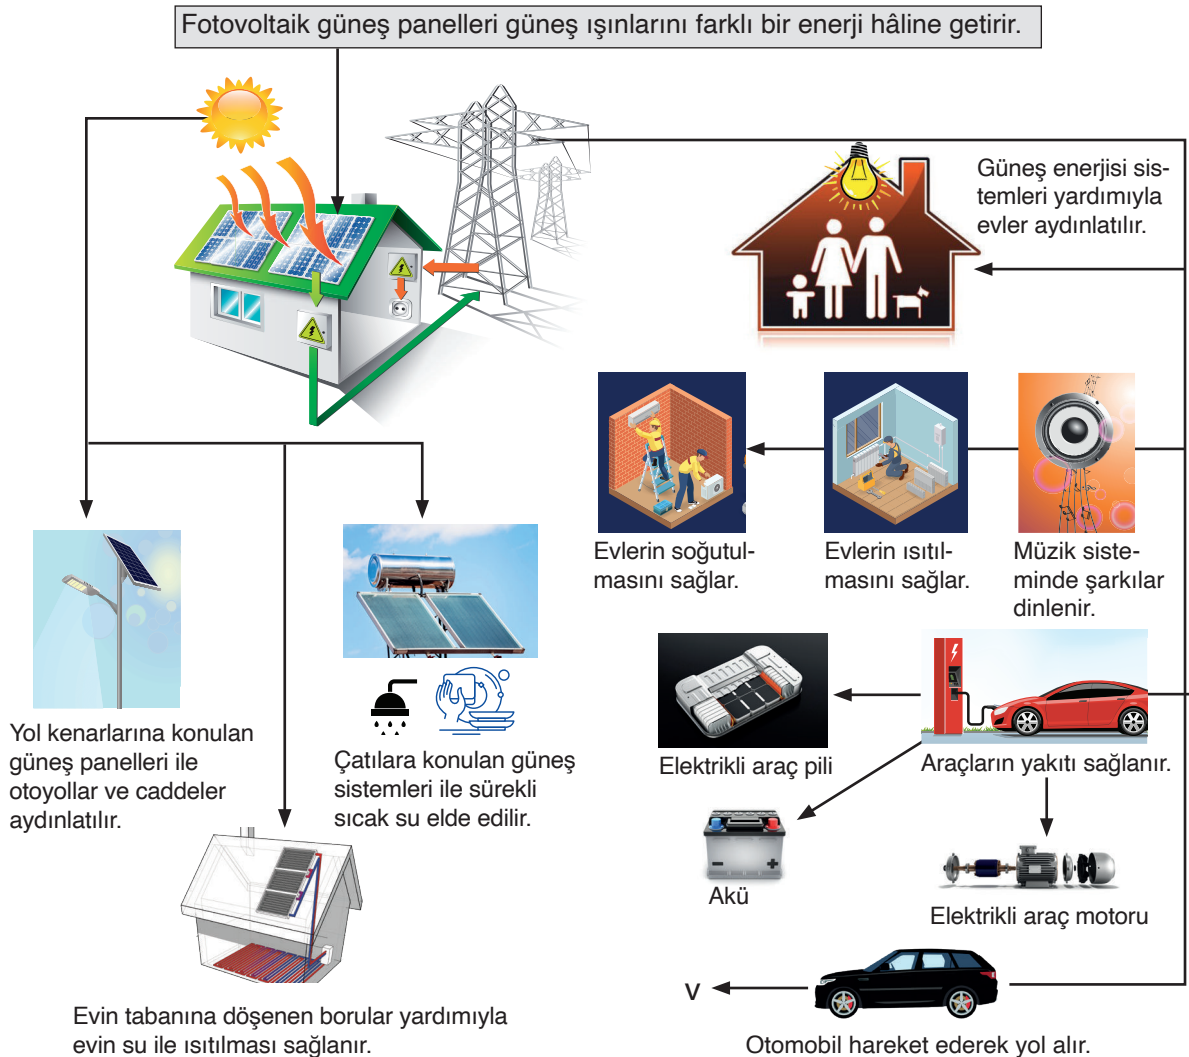 Fotovoltaik güneş panelleri güneş ışınlarını farklı bir enerji hâline getirir.
Güneş enerjisi sis-
temleri yardımıyla
evler aydınlatılır.
Evlerin soğutul-
masını sağlar.
Evlerin ısıtıl-
masını sağlar.
Müzik siste-
minde şarkılar
dinlenir.
Yol kenarlarına konulan
güneş panelleri ile
otoyollar ve caddeler
aydınlatılır.
Çatılara konulan güneş
sistemleri ile sürekli
sıcak su elde edilir.
Elektrikli araç pili
Araçların yakıtı sağlanır.
Akü
Elektrikli araç motoru
Evin tabanına döşenen borular yardımıyla
evin su ile ısıtılması sağlanır.
V
Otomobil hareket ederek yol alır.